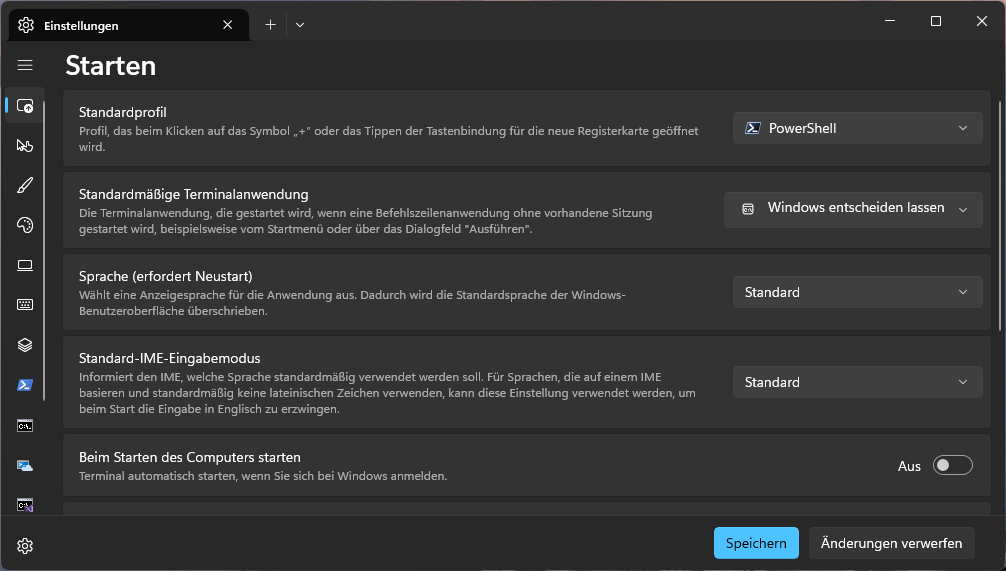 Einstellungen
Starten
Standardprofil
Profil, das beim Klicken auf das Symbol „+“ oder das Tippen der Tastenbindung für die neue Registerkarte geöffnet
wird.
PowerShell
Standardmäßige Terminalanwendung
Die Terminalanwendung, die gestartet wird, wenn eine Befehlszeilenanwendung ohne vorhandene Sitzung
gestartet wird, beispielsweise vom Startmenü oder über das Dialogfeld "Ausführen".
Windows entscheiden lassen
Sprache (erfordert Neustart)
Wählt eine Anzeigesprache für die Anwendung aus. Dadurch wird die Standardsprache der Windows-
Benutzeroberfläche überschrieben.
Standard
Standard-IME-Eingabemodus
Informiert den IME, welche Sprache standardmäßig verwendet werden soll. Für Sprachen, die auf einem IME
basieren und standardmäßig keine lateinischen Zeichen verwenden, kann diese Einstellung verwendet werden, um
beim Start die Eingabe in Englisch zu erzwingen.
Standard
Beim Starten des Computers starten
Terminal automatisch starten, wenn Sie sich bei Windows anmelden.
Aus
Speichern
Änderungen verwerfen